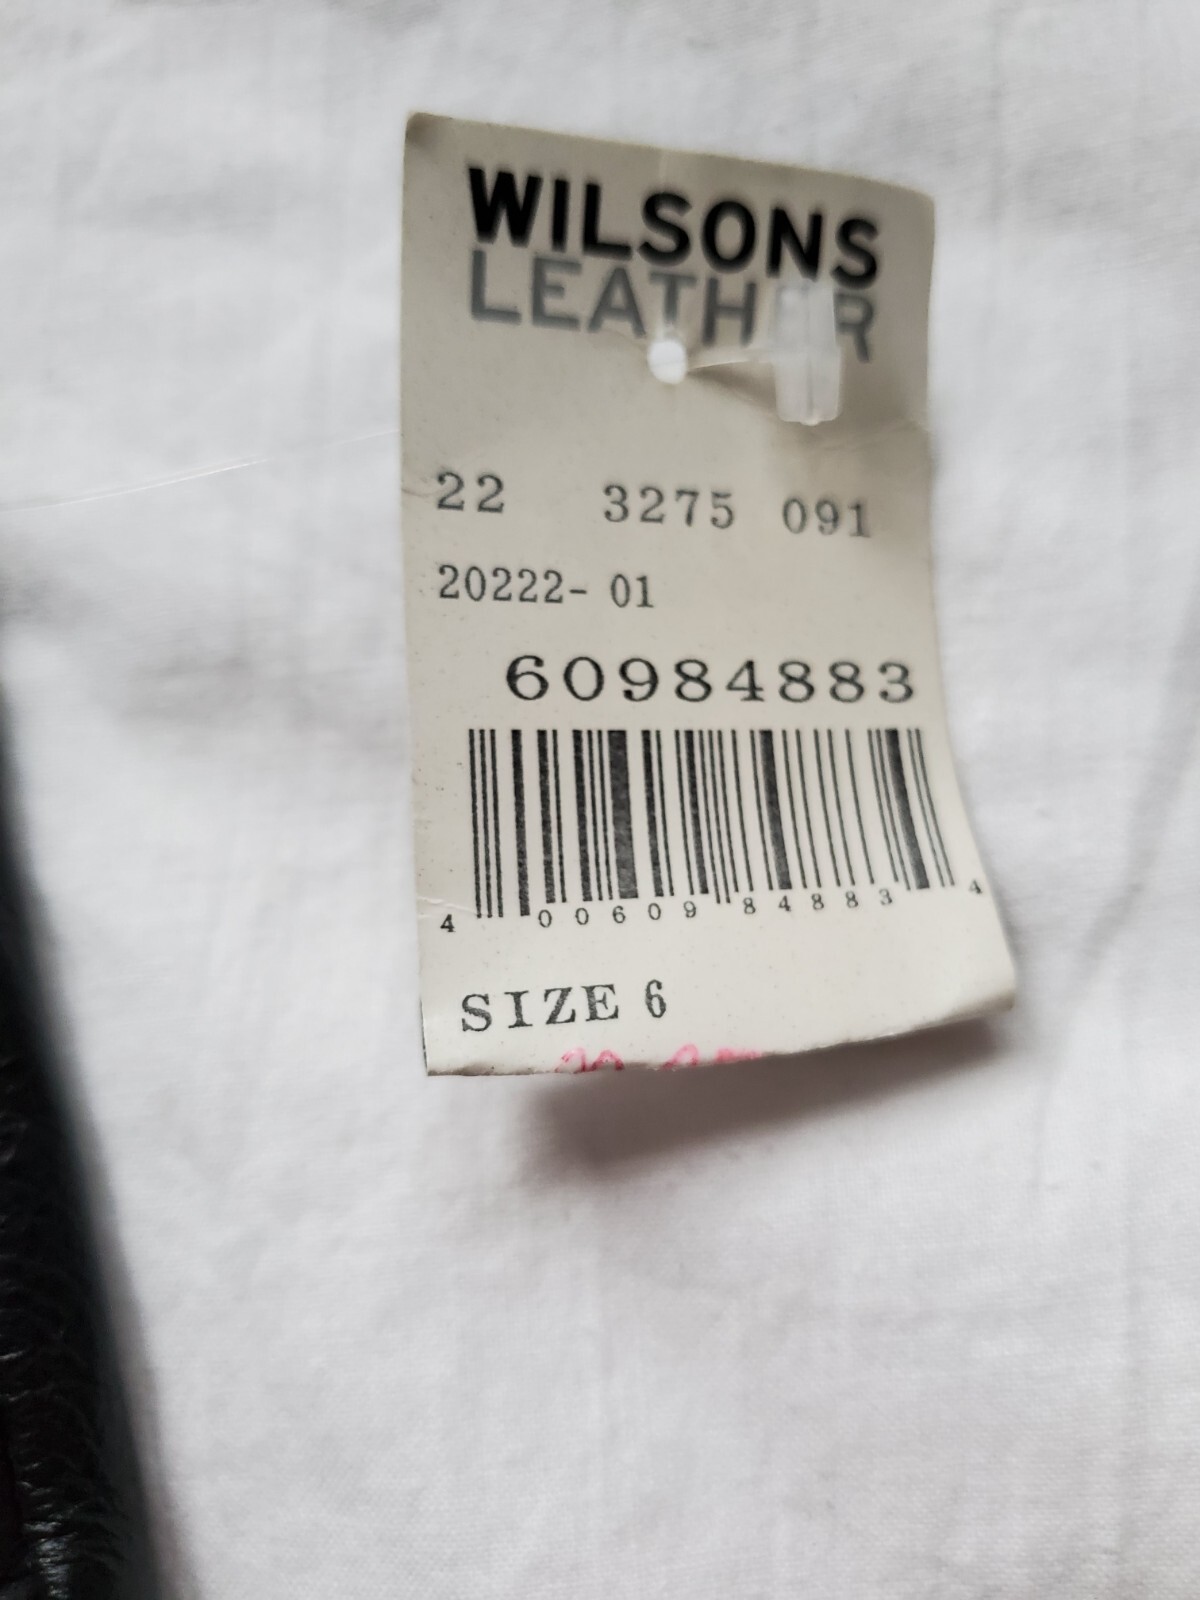 WILSONS
LEATHER
22 3275 091
20222- 01
60984883
4 00609 84883 4
SIZE 6